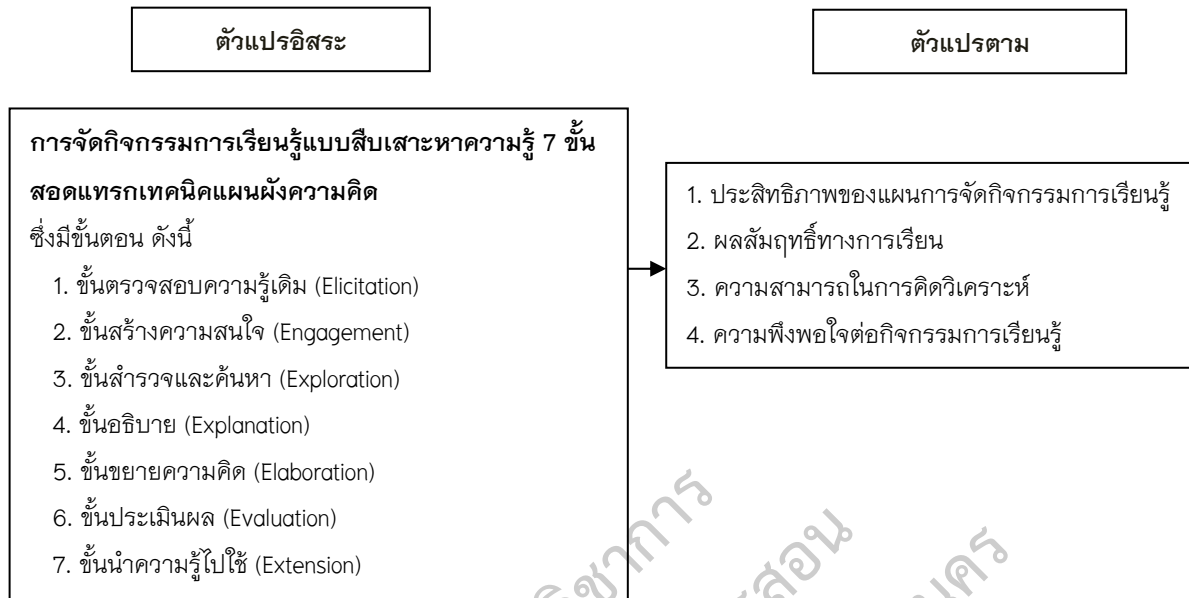 ตัวแปรอิสระ
ตัวแปรตาม
การจัดกิจกรรมการเรียนรู้แบบสืบเสาะหาความรู้ 7 ขั้น
สอดแทรกเทคนิคแผนผังความคิด
ซึ่งมีขั้นตอน ดังนี้
1. ขั้นตรวจสอบความรู้เดิม (Elicitation)
2. ขั้นสร้างความสนใจ (Engagement)
3. ขั้นสำรวจและค้นหา (Exploration)
4. ขั้นอธิบาย (Explanation)
5. ขั้นขยายความคิด (Elaboration)
6. ขั้นประเมินผล (Evaluation)
7. ขั้นนำความรู้ไปใช้ (Extension)
1. ประสิทธิภาพของแผนการจัดกิจกรรมการเรียนรู้
2. ผลสัมฤทธิ์ทางการเรียน
3. ความสามารถในการคิดวิเคราะห์
4. ความพึงพอใจต่อกิจกรรมการเรียนรู้